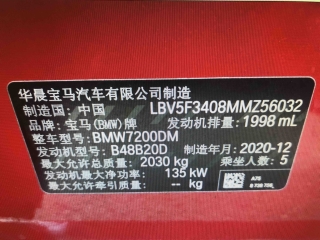 华晨宝马汽车有限公司制造
制造国: 中国 LBV5F3408MMZ56032
品牌: 宝马(BMW)牌 发动机排量: 1998 mL
整车型号: BMW7200DM
发动机型号: B48B20D 制造年月: 2020-12
最大允许总质量: 2030 kg 乘坐人数: 5
发动机最大净功率: 135 kW
最大允许牵引质量: -- kg
A75